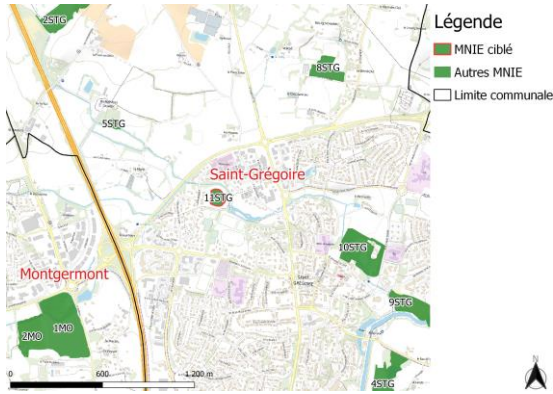 Légende
MNIE ciblé
Autres MNIE
Limite communale
2STG
8STG
5STG
Saint-Grégoire
11STG
10STG
Montgermont
9STG
1MO
2MO
4STG
0 600 1 200 m
N